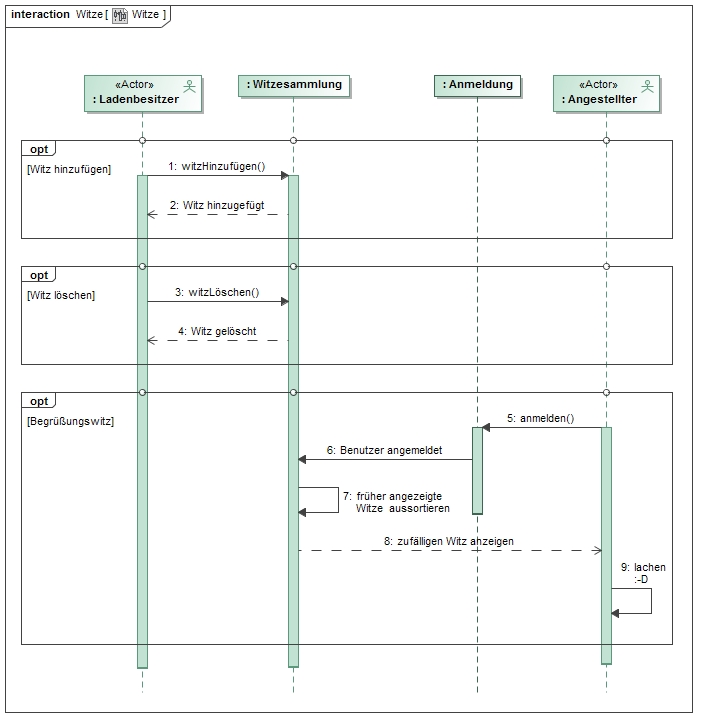 interaction Witze [ Witze ]
«Actor»
: Ladenbesitzer
: Witzesammlung
: Anmeldung
«Actor»
: Angestellter
opt
[Witz hinzufügen]
1: witzHinzufügen()
2: Witz hinzugefügt
opt
[Witz löschen]
3: witzLöschen()
4: Witz gelöscht
opt
[Begrüßungswitz]
5: anmelden()
6: Benutzer angemeldet
7: früher angezeigte
Witze aussortieren
8: zufälligen Witz anzeigen
9: lachen
:-D